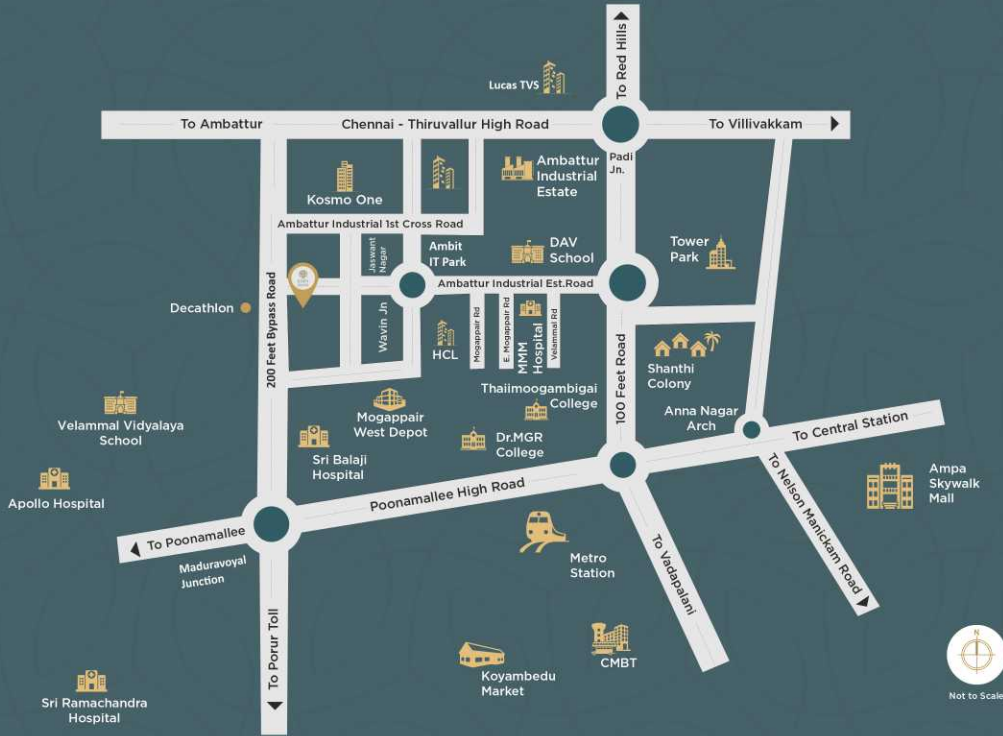 Lucas TVS
To Red Hills
To Ambattur
Chennai - Thiruvallur High Road
To Villivakkam
Padi
Jn.
Kosmo One
Ambattur
Industrial
Estate
Ambattur Industrial 1st Cross Road
Jaswant
Nagar
Ambit
IT Park
DAV
School
Tower
Park
Ambattur Industrial Est.Road
Decathlon
200 Feet Bypass Road
Wavin Jn
HCL
Mogappair Rd
E. Mogappair Rd
MMM
Hospital
Velammal Rd
100 Feet Road
Shanthi
Colony
Thaiimoogambigai
College
Anna Nagar
Arch
Velammal Vidyalaya
School
Mogappair
West Depot
Sri Balaji
Hospital
Dr.MGR
College
To Central Station
Apollo Hospital
Poonamallee High Road
To Nelson Manickam Road
Ampa
Skywalk
Mall
To Poonamallee
Maduravoyal
Junction
Metro
Station
To Vadapalani
To Porur Toll
Koyambedu
Market
CMBT
Sri Ramachandra
Hospital
N
Not to Scale